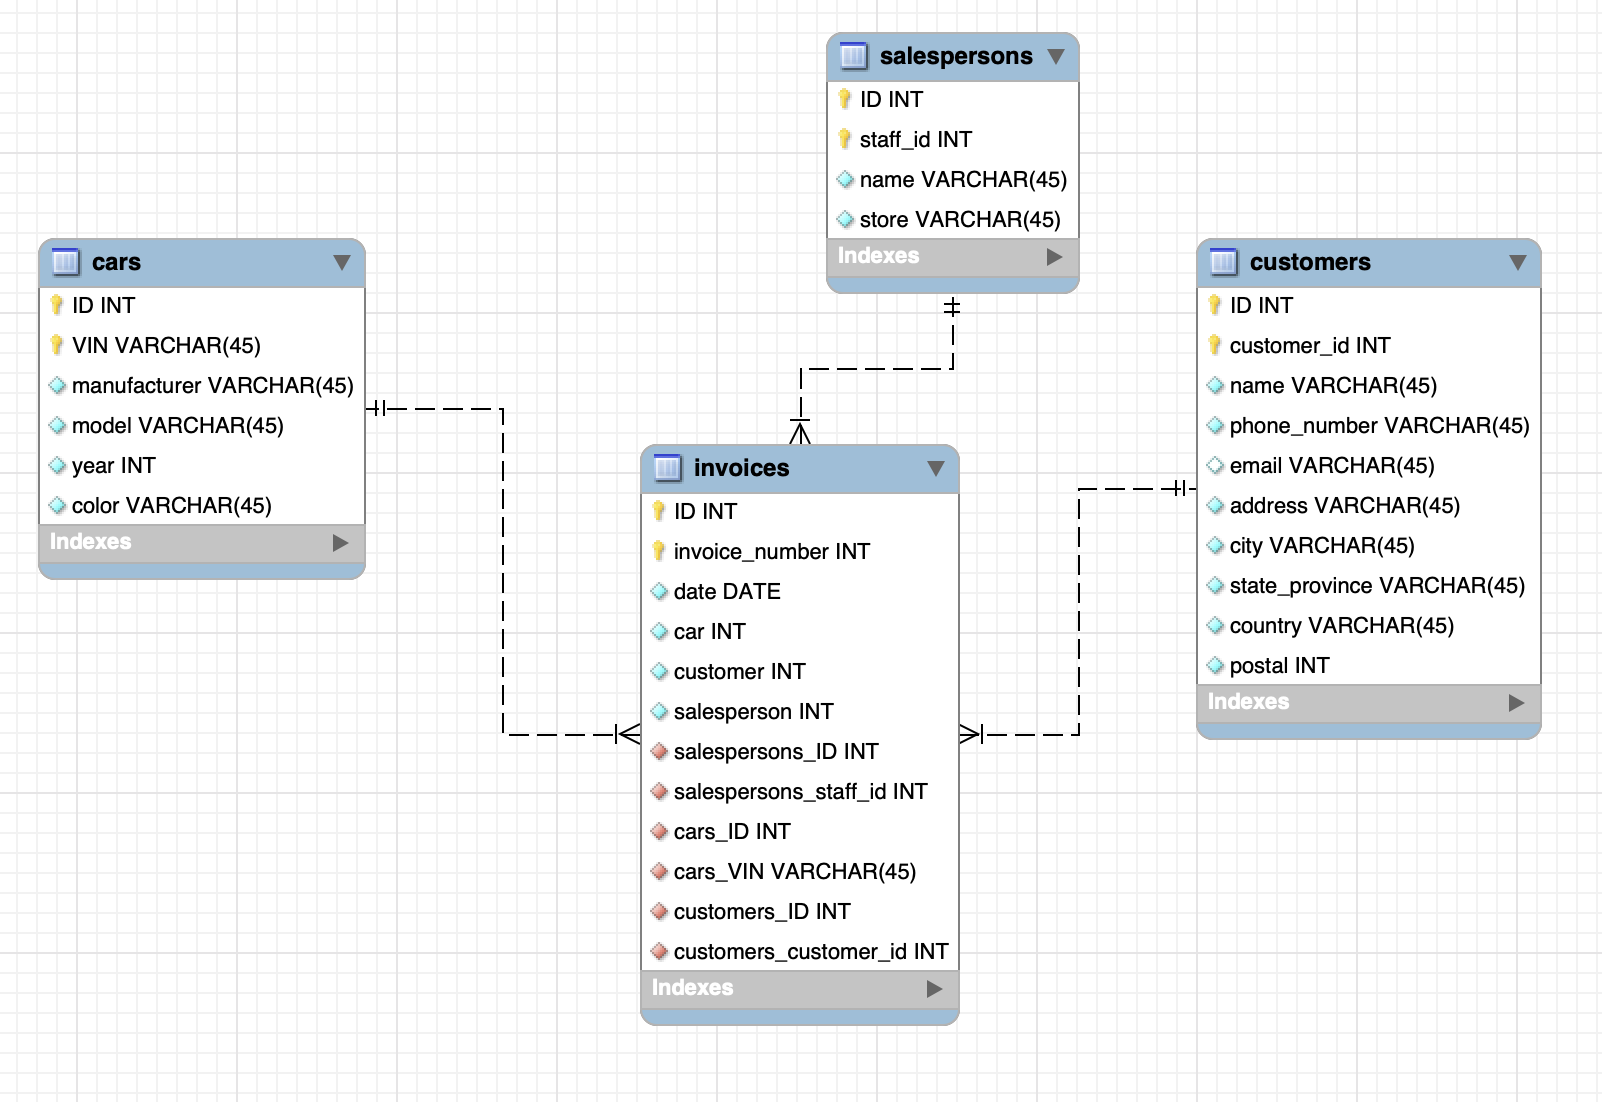 salespersons
ID INT
staff_id INT
name VARCHAR(45)
store VARCHAR(45)
Indexes
cars
ID INT
VIN VARCHAR(45)
manufacturer VARCHAR(45)
model VARCHAR(45)
year INT
color VARCHAR(45)
Indexes
customers
ID INT
customer_id INT
name VARCHAR(45)
phone_number VARCHAR(45)
email VARCHAR(45)
address VARCHAR(45)
city VARCHAR(45)
state_province VARCHAR(45)
country VARCHAR(45)
postal INT
Indexes
invoices
ID INT
invoice_number INT
date DATE
car INT
customer INT
salesperson INT
salespersons_ID INT
salespersons_staff_id INT
cars_ID INT
cars_VIN VARCHAR(45)
customers_ID INT
customers_customer_id INT
Indexes